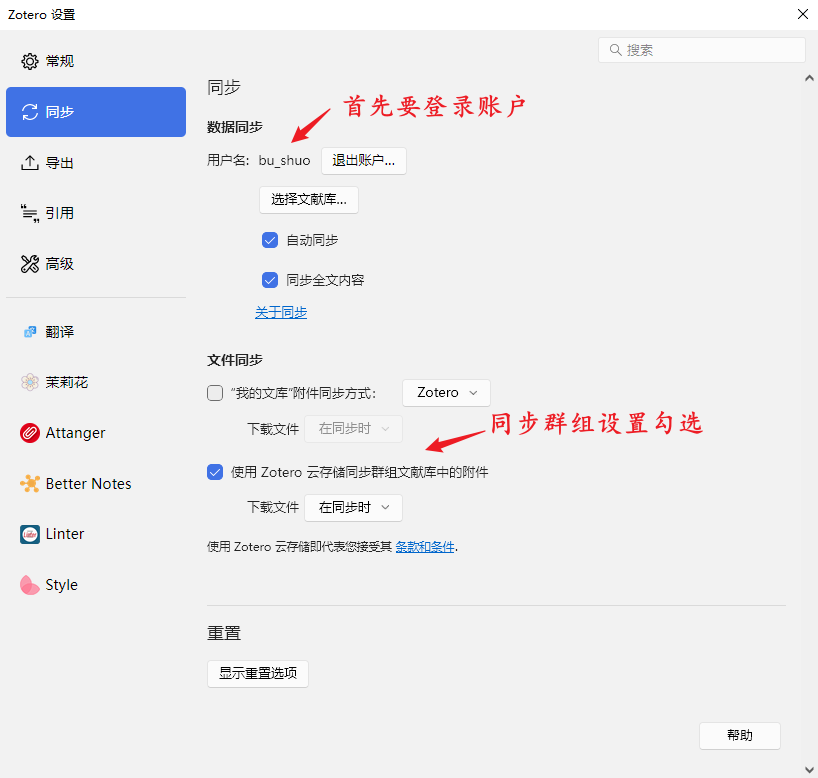 Zotero 设置
搜索
常规
同步
导出
引用
高级
翻译
茉莉花
Attanger
Better Notes
Linter
Style
同步
首先要登录账户
数据同步
用户名: bu_shuo 退出账户...
选择文献库...
自动同步
同步全文内容
关于同步
文件同步
“我的文库”附件同步方式: Zotero
下载文件 在同步时
同步群组设置勾选
使用 Zotero 云存储同步群组文献库中的附件
下载文件 在同步时
使用 Zotero 云存储即代表您接受其 条款和条件.
重置
显示重置选项
帮助